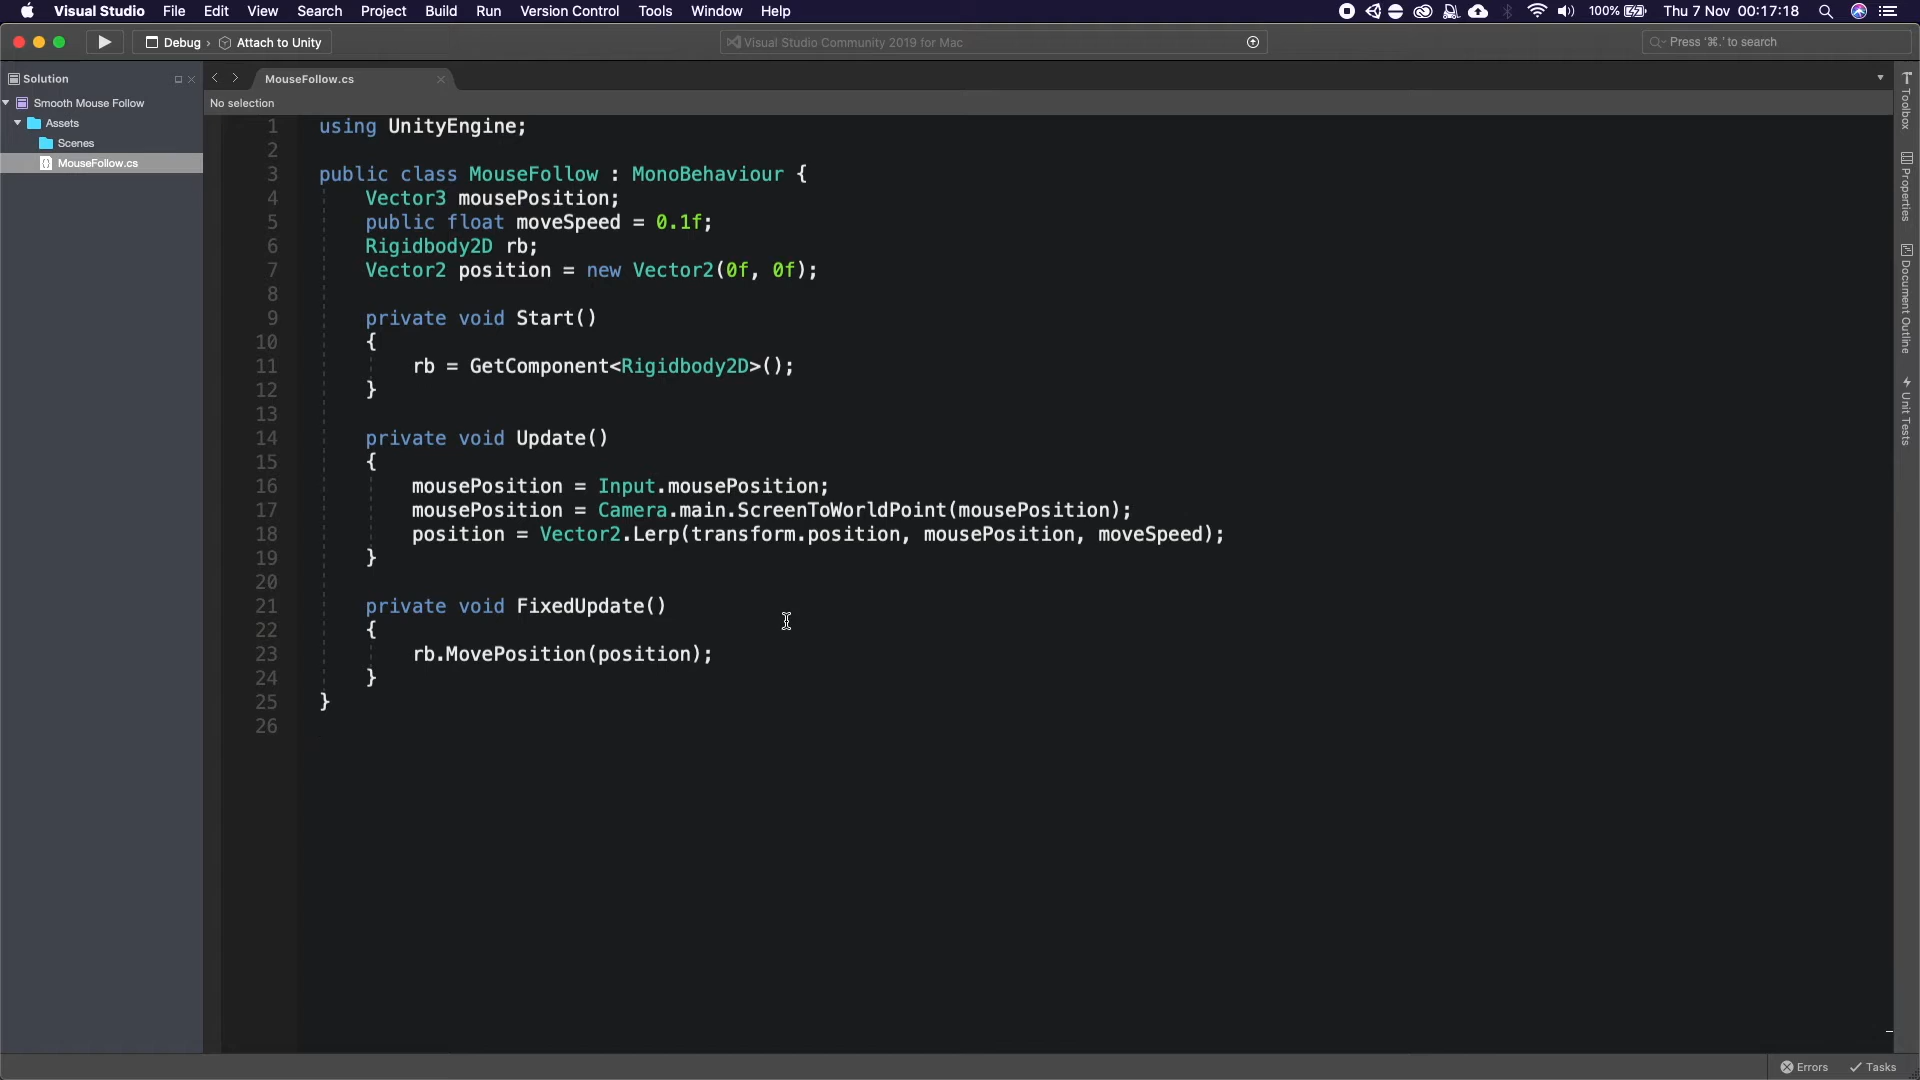 Visual Studio File Edit View Search Project Build Run Version Control Tools Window Help 100% Thu 7 Nov 00:17:18
Debug › Attach to Unity Visual Studio Community 2019 for Mac Press '⌘.' to search
Solution MouseFollow.cs
Smooth Mouse Follow
Assets
Scenes
MouseFollow.cs
No selection
1 using UnityEngine;
2
3 public class MouseFollow : MonoBehaviour {
4 Vector3 mousePosition;
5 public float moveSpeed = 0.1f;
6 Rigidbody2D rb;
7 Vector2 position = new Vector2(0f, 0f);
8
9 private void Start()
10 {
11 rb = GetComponent<Rigidbody2D>();
12 }
13
14 private void Update()
15 {
16 mousePosition = Input.mousePosition;
17 mousePosition = Camera.main.ScreenToWorldPoint(mousePosition);
18 position = Vector2.Lerp(transform.position, mousePosition, moveSpeed);
19 }
20
21 private void FixedUpdate()
22 {
23 rb.MovePosition(position);
24 }
25 }
26
Toolbox
Properties
Document Outline
Unit Tests
Errors Tasks